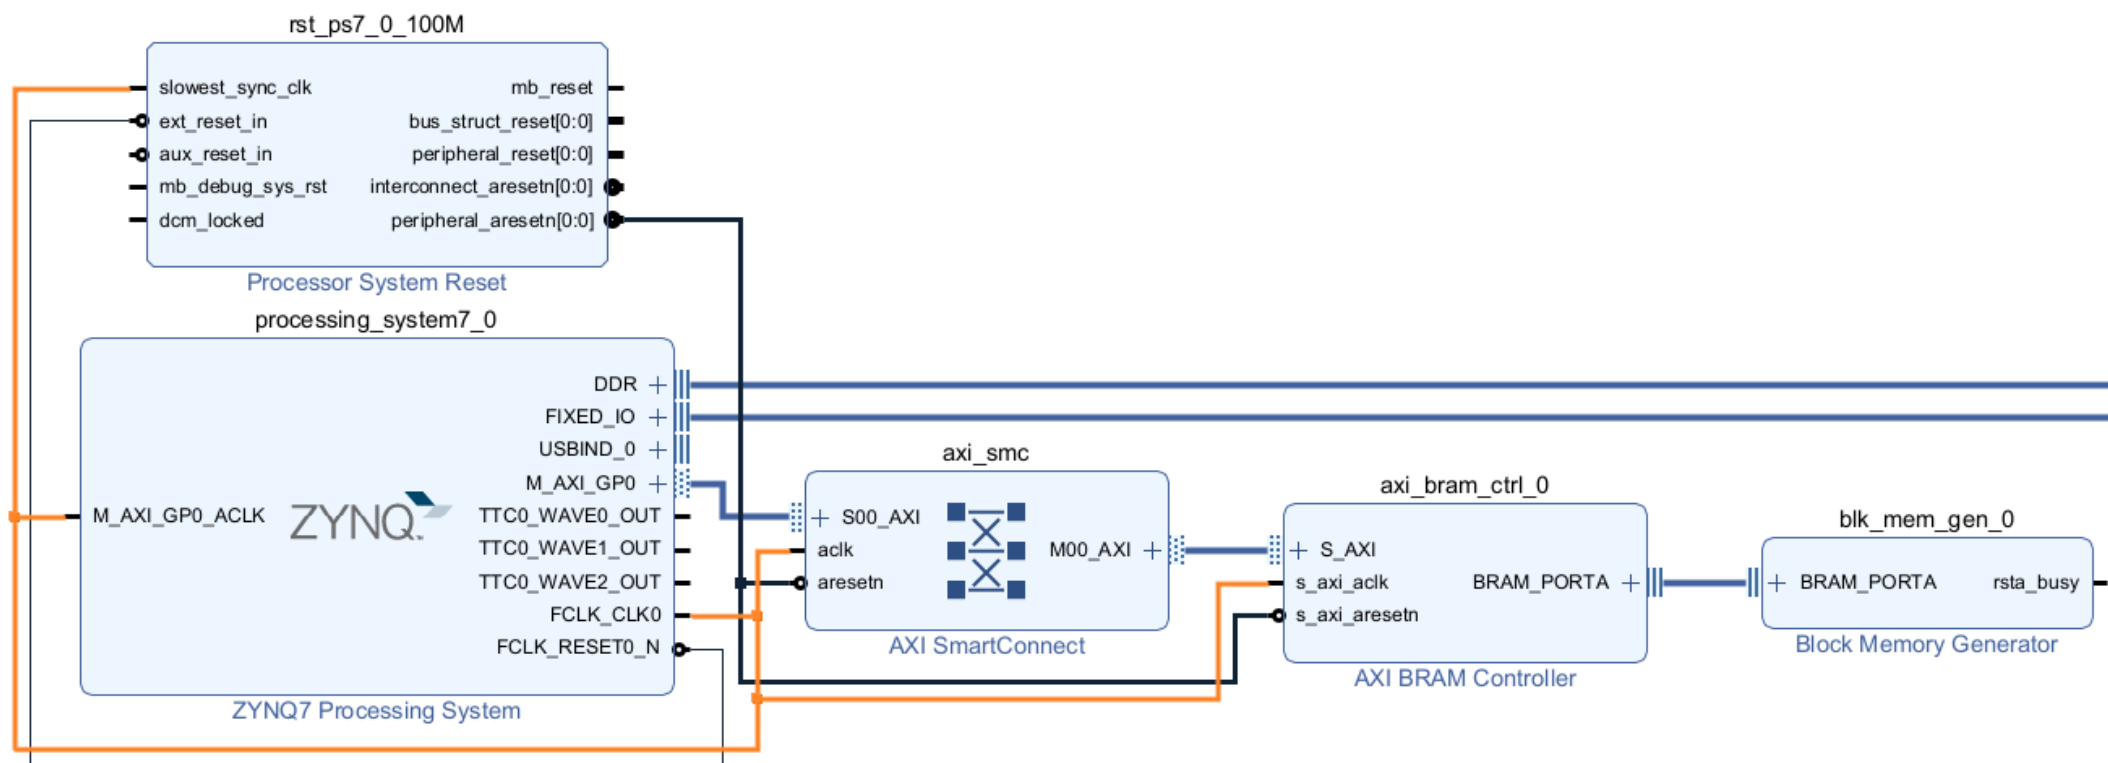 rst_ps7_0_100M
slowest_sync_clk
mb_reset
ext_reset_in
bus_struct_reset[0:0]
aux_reset_in
peripheral_reset[0:0]
mb_debug_sys_rst
interconnect_aresetn[0:0]
dcm_locked
peripheral_aresetn[0:0]
Processor System Reset
processing_system7_0
DDR
FIXED_IO
USBIND_0
M_AXI_GP0
M_AXI_GP0_ACLK
ZYNQ
TTC0_WAVE0_OUT
TTC0_WAVE1_OUT
TTC0_WAVE2_OUT
FCLK_CLK0
FCLK_RESET0_N
ZYNQ7 Processing System
axi_smc
S00_AXI
aclk
M00_AXI
aresetn
AXI SmartConnect
axi_bram_ctrl_0
S_AXI
s_axi_aclk
BRAM_PORTA
s_axi_aresetn
AXI BRAM Controller
blk_mem_gen_0
BRAM_PORTA
rsta_busy
Block Memory Generator